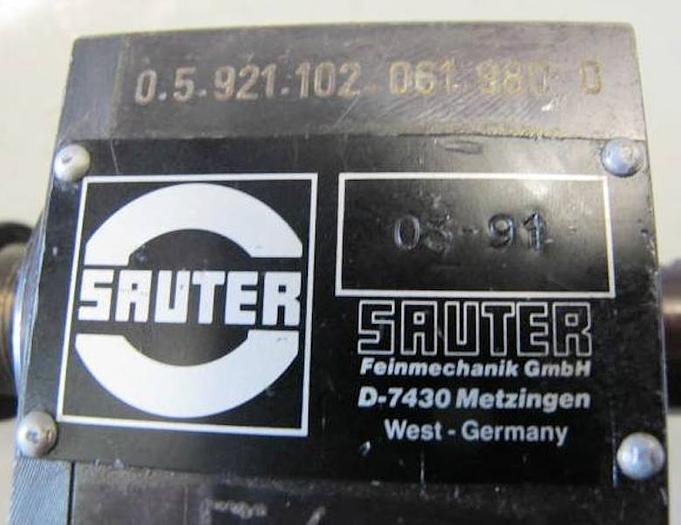 0.5.921.102-061 980 0
SAUTER
03-91
SAUTER
Feinmechanik GmbH
D-7430 Metzingen
West - Germany